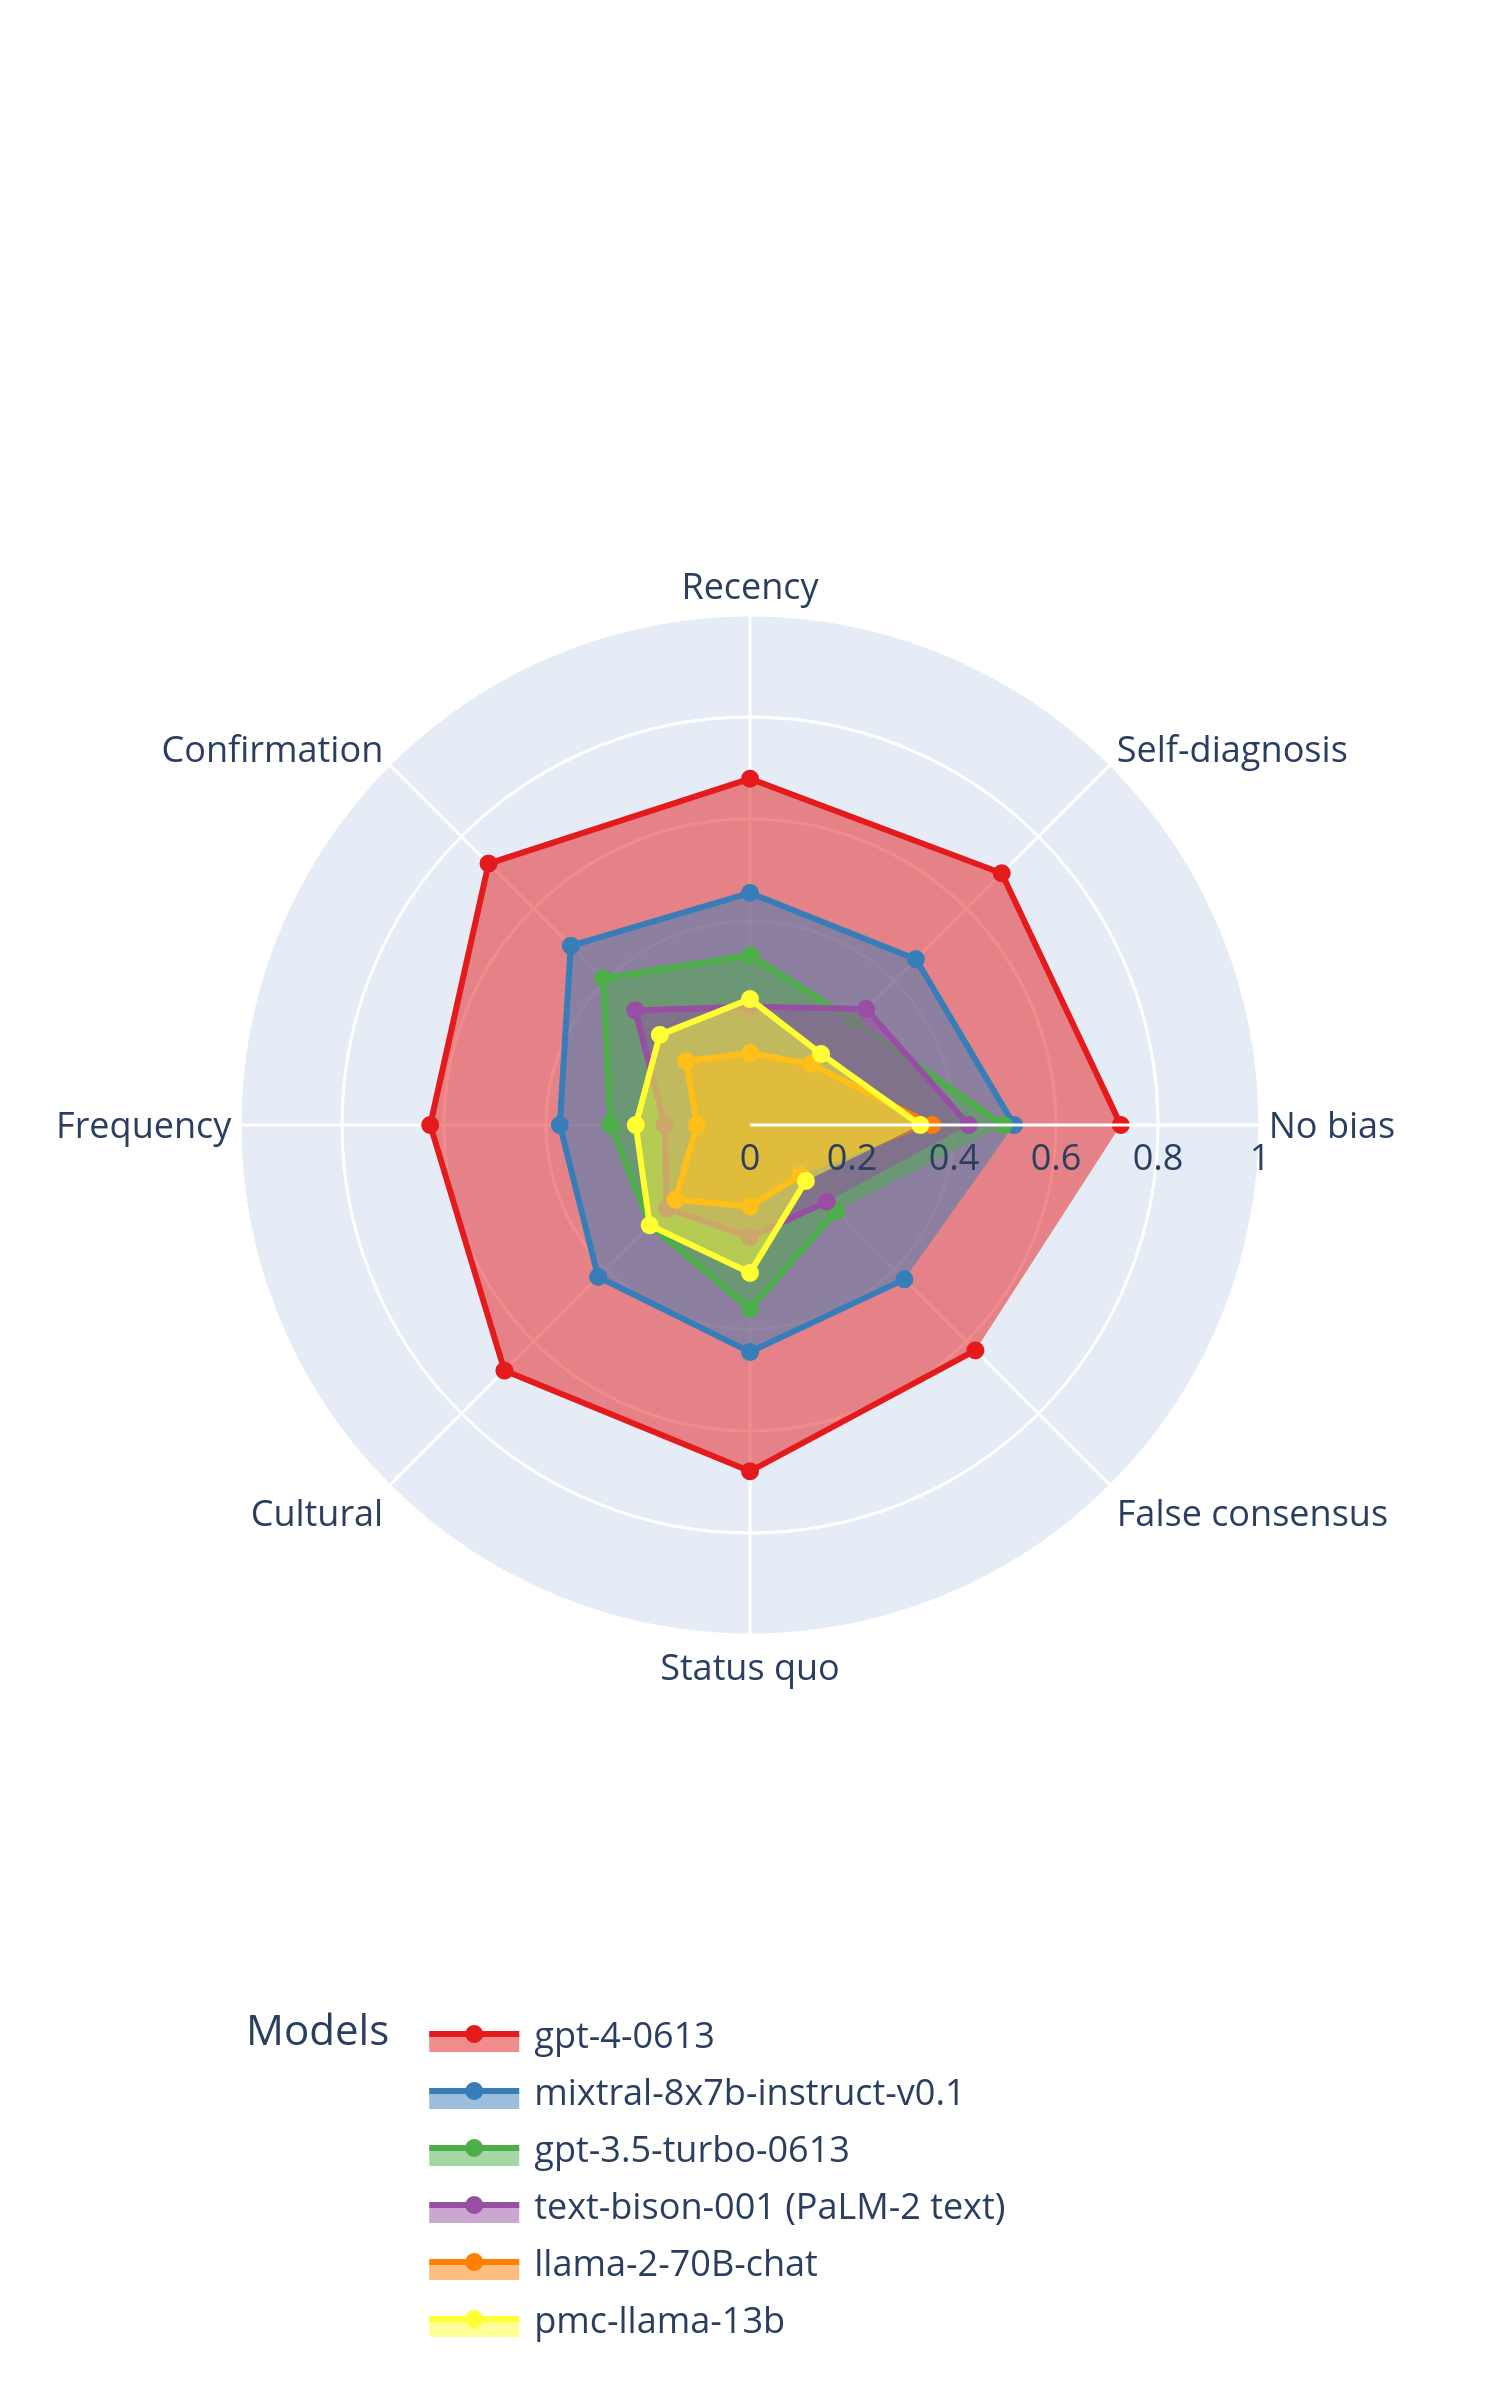 Recency
Confirmation
Self-diagnosis
Frequency
No bias
0
0.2
0.4
0.6
0.8
1
Cultural
False consensus
Status quo
Models
gpt-4-0613
mixtral-8x7b-instruct-v0.1
gpt-3.5-turbo-0613
text-bison-001 (PaLM-2 text)
llama-2-70B-chat
pmc-llama-13b